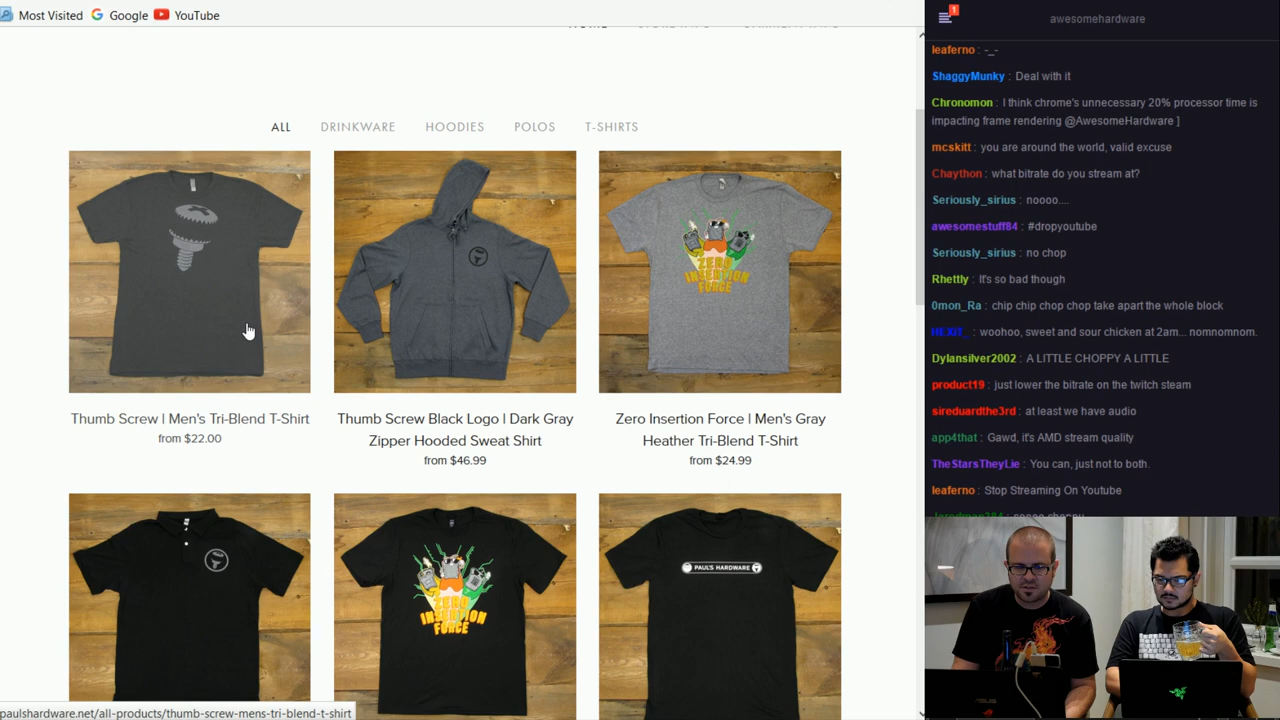 Most Visited Google YouTube
ALL DRINKWARE HOODIES POLOS T-SHIRTS
ZERO
INSERTION
FORCE
Thumb Screw | Men's Tri-Blend T-Shirt
from $22.00
Thumb Screw Black Logo | Dark Gray
Zipper Hooded Sweat Shirt
from $46.99
Zero Insertion Force | Men's Gray
Heather Tri-Blend T-Shirt
from $24.99
ZERO
INSERTION
FORCE
PAUL'S HARDWARE
paulshardware.net/all-products/thumb-screw-mens-tri-blend-t-shirt
1
awesomehardware
leaferno : -_-
ShaggyMunky : Deal with it
Chronomon : I think chrome's unnecessary 20% processor time is
impacting frame rendering @AwesomeHardware ]
mcskitt : you are around the world, valid excuse
Chaython : what bitrate do you stream at?
Seriously_sirius : noooo....
awesomestuff84 : #dropyoutube
Seriously_sirius : no chop
Rhettly : It's so bad though
0mon_Ra : chip chip chop chop take apart the whole block
HEXiT_ : woohoo, sweet and sour chicken at 2am... nomnomnom.
Dylansilver2002 : A LITTLE CHOPPY A LITTLE
product19 : just lower the bitrate on the twitch steam
sireduardthe3rd : at least we have audio
app4that : Gawd, it's AMD stream quality
TheStarsTheyLie : You can, just not to both.
leaferno : Stop Streaming On Youtube